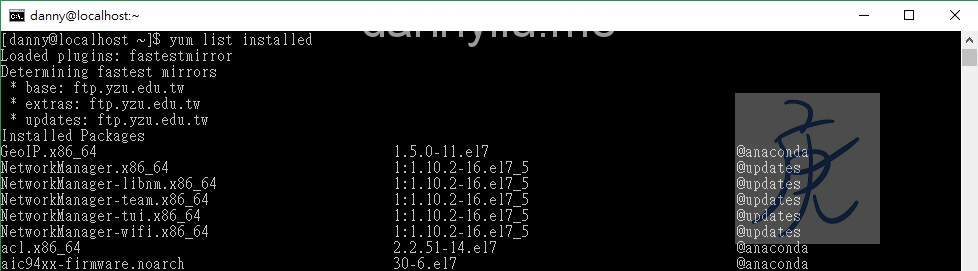 danny@localhost:~
dannyliu.me
[danny@localhost ~]$ yum list installed
Loaded plugins: fastestmirror
Determining fastest mirrors
 * base: ftp.yzu.edu.tw
 * extras: ftp.yzu.edu.tw
 * updates: ftp.yzu.edu.tw
Installed Packages
GeoIP.x86_64 1.5.0-11.el7 @anaconda
NetworkManager.x86_64 1:1.10.2-16.el7_5 @updates
NetworkManager-libnm.x86_64 1:1.10.2-16.el7_5 @updates
NetworkManager-team.x86_64 1:1.10.2-16.el7_5 @updates
NetworkManager-tui.x86_64 1:1.10.2-16.el7_5 @updates
NetworkManager-wifi.x86_64 1:1.10.2-16.el7_5 @updates
acl.x86_64 2.2.51-14.el7 @anaconda
aic94xx-firmware.noarch 30-6.el7 @anaconda